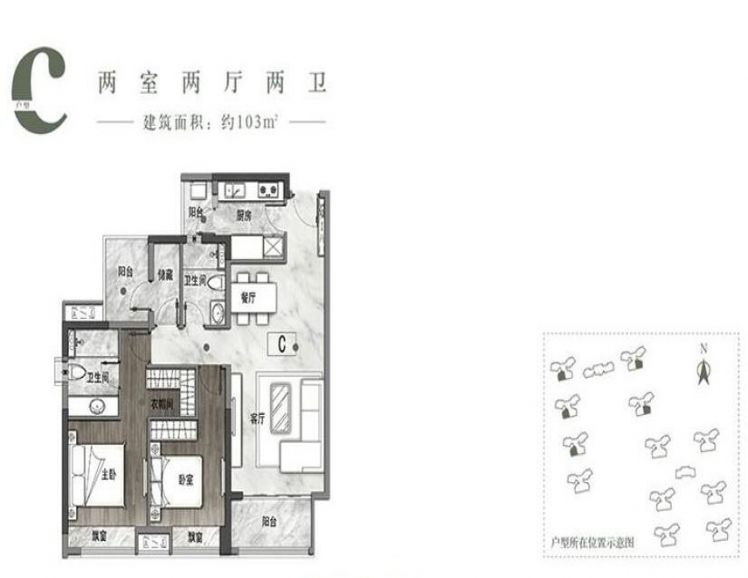 C
户型
两室两厅两卫
建筑面积：约103m²
阳台
厨房
阳台
储藏
卫生间
餐厅
C
卫生间
衣帽间
客厅
主卧
卧室
飘窗
飘窗
阳台
N
户型所在位置示意图